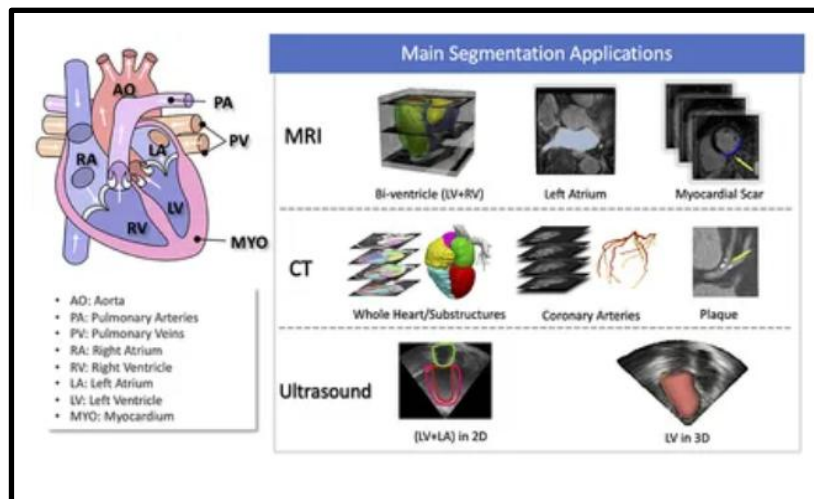 AO
PA
PV
RA
LA
LV
RV
MYO
• AO: Aorta
• PA: Pulmonary Arteries
• PV: Pulmonary Veins
• RA: Right Atrium
• RV: Right Ventricle
• LA: Left Atrium
• LV: Left Ventricle
• MYO: Myocardium
Main Segmentation Applications
MRI
Bi-ventricle (LV+RV) Left Atrium Myocardial Scar
CT
Whole Heart/Substructures Coronary Arteries Plaque
Ultrasound
(LV+LA) in 2D LV in 3D